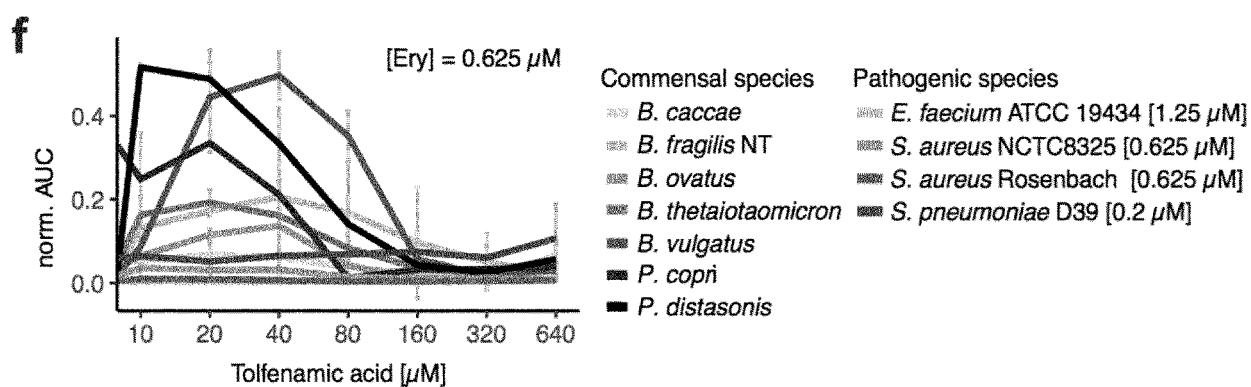 f
[Ery] = 0.625 µM
norm. AUC
0.4
0.2
0.0
10 20 40 80 160 320 640
Tolfenamic acid [µM]
Commensal species
B. caccae
B. fragilis NT
B. ovatus
B. thetaiotaomicron
B. vulgatus
P. copri
P. distasonis
Pathogenic species
E. faecium ATCC 19434 [1.25 µM]
S. aureus NCTC8325 [0.625 µM]
S. aureus Rosenbach [0.625 µM]
S. pneumoniae D39 [0.2 µM]